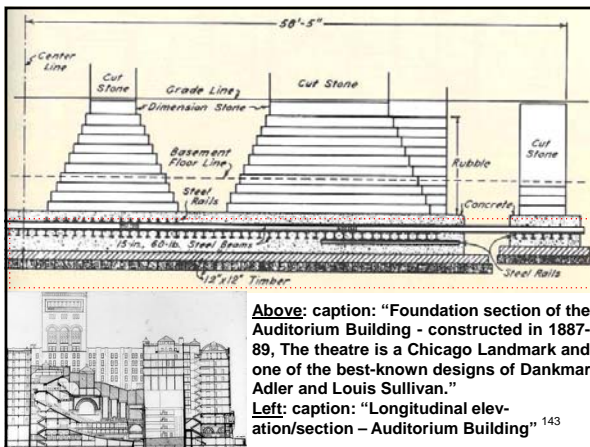 58'-5"
Center
Line
Cut
Stone
Grade Line
Dimension Stone
Cut Stone
Basement
Floor Line
Rubble
Cut
Stone
Steel
Rails
Concrete
15-in., 60-lb. Steel Beams
Steel Rails
12"x12" Timber
Above: caption: “Foundation section of the
Auditorium Building - constructed in 1887-
89, The theatre is a Chicago Landmark and
one of the best-known designs of Dankmar
Adler and Louis Sullivan.”
Left: caption: “Longitudinal elev-
ation/section – Auditorium Building” 143